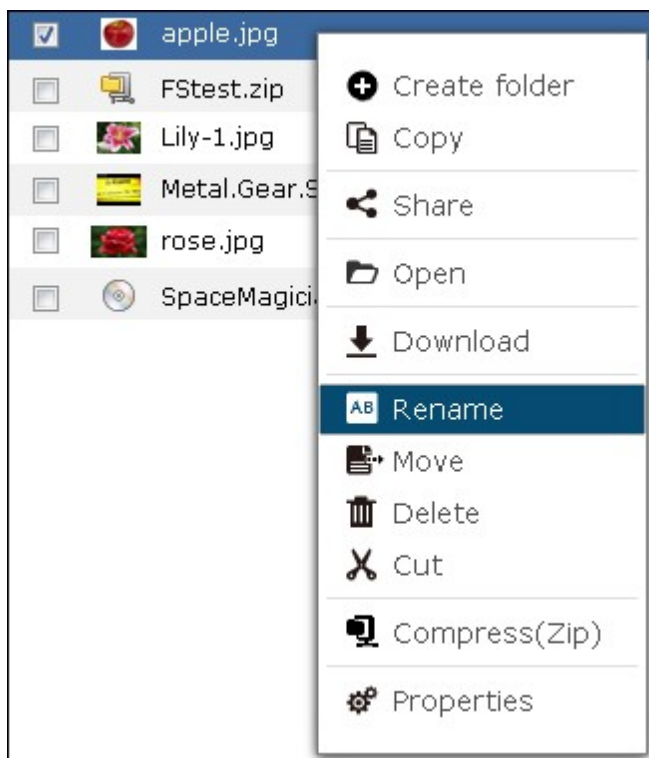 apple.jpg
FStest.zip
Lily-1.jpg
Metal.Gear.S
rose.jpg
SpaceMagici
Create folder
Copy
Share
Open
Download
AB Rename
Move
Delete
Cut
Compress(Zip)
Properties